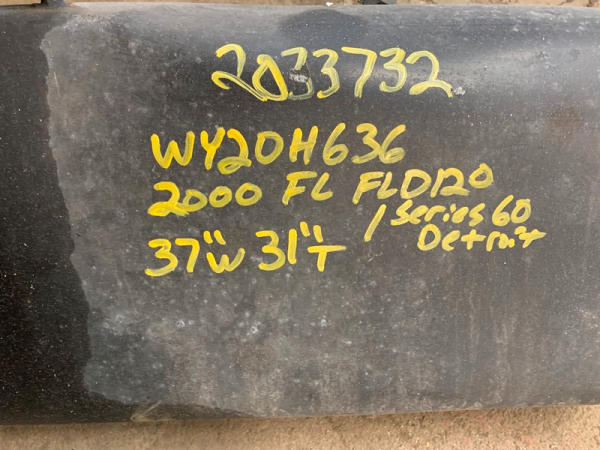 2033732
WY20H636
2000 FL FLD120
/ Series 60
Detroit
37"W 31"T